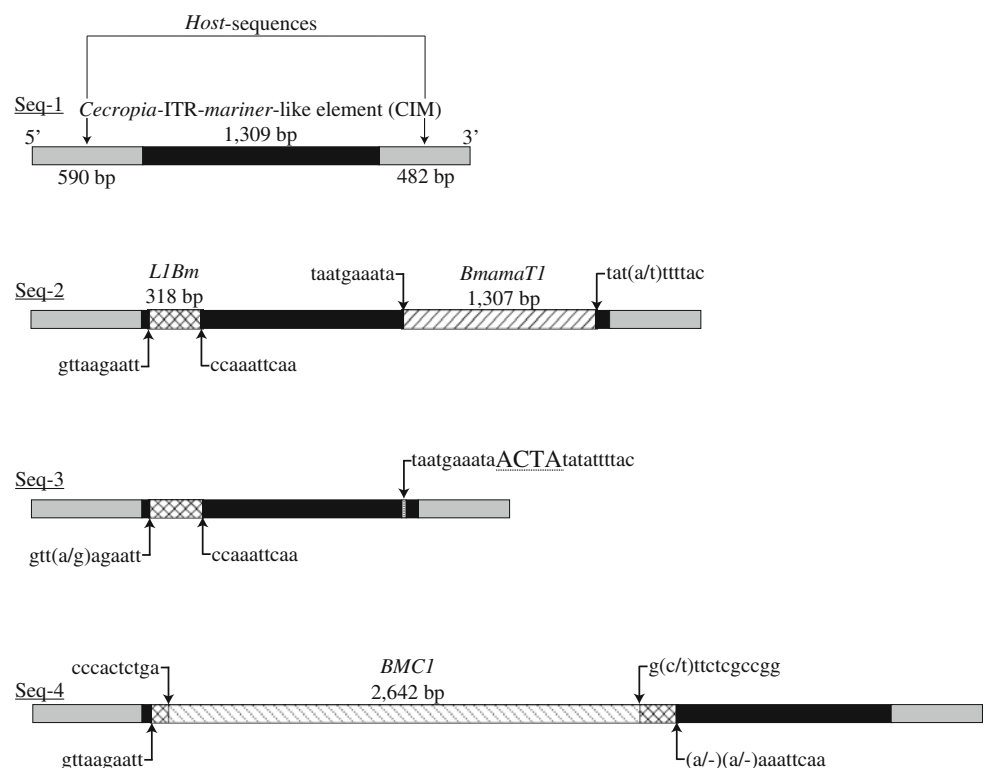 Host-sequences
Seq-1 Cecropia-ITR-mariner-like element (CIM)
5’ 1,309 bp 3’
590 bp 482 bp
L1Bm taatgaaata BmamaT1 tat(a/t)ttttac
Seq-2 318 bp 1,307 bp
gttaagaatt ccaaattcaa
taatgaaataACTAtatattttac
Seq-3
gtt(a/g)agaatt ccaaattcaa
cccactctga BMC1 g(c/t)ttctcgccgg
Seq-4 2,642 bp
gttaagaatt (a/-)(a/-)aaattcaa